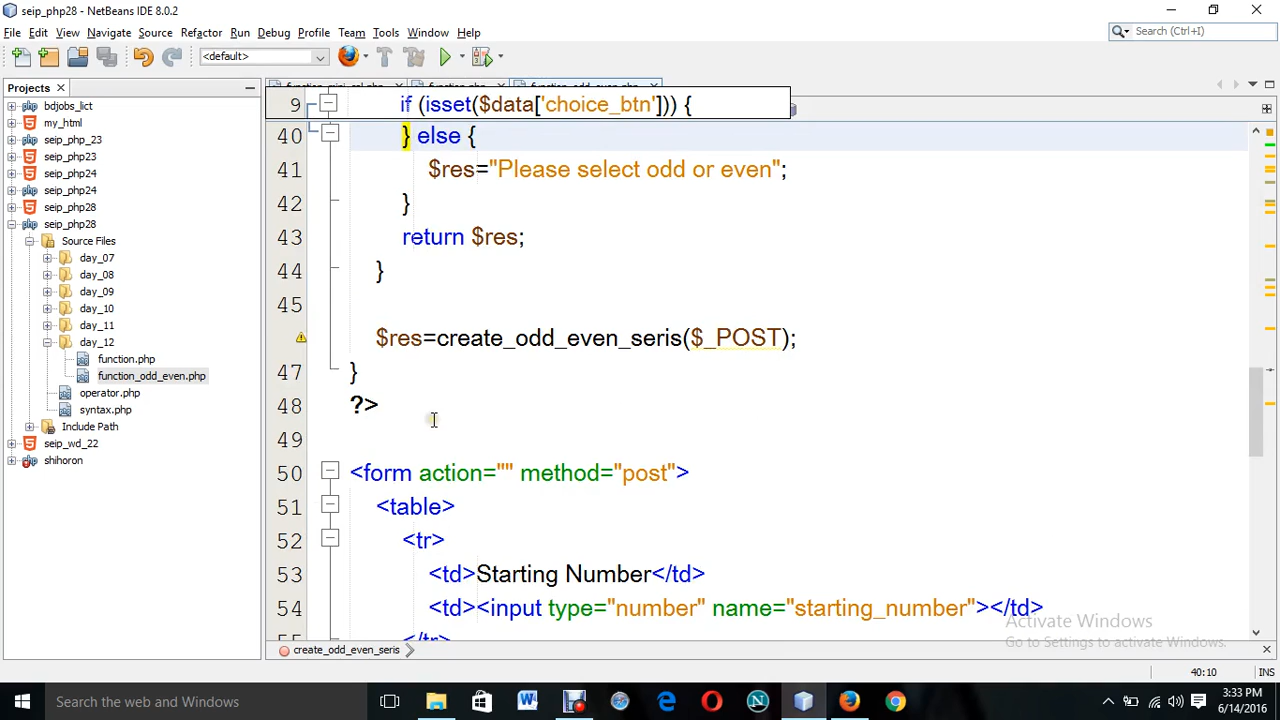 seip_php28 - NetBeans IDE 8.0.2
File Edit View Navigate Source Refactor Run Debug Profile Team Tools Window Help
Search (Ctrl+I)
<default>
Projects
bdjobs_lict
my_html
seip_php_23
seip_php23
seip_php24
seip_php24
seip_php28
seip_php28
Source Files
day_07
day_08
day_09
day_10
day_11
day_12
function.php
function_odd_even.php
operator.php
syntax.php
Include Path
seip_wd_22
shihoron
9 if (isset($data['choice_btn'])) {
40 } else {
41 $res="Please select odd or even";
42 }
43 return $res;
44 }
45
$res=create_odd_even_seris($_POST);
47 }
48 ?>
49
50 <form action="" method="post">
51 <table>
52 <tr>
53 <td>Starting Number</td>
54 <td><input type="number" name="starting_number"></td>
55 </tr>
create_odd_even_seris
Activate Windows
Go to Settings to activate Windows.
40:10 INS
Search the web and Windows
3:33 PM
6/14/2016